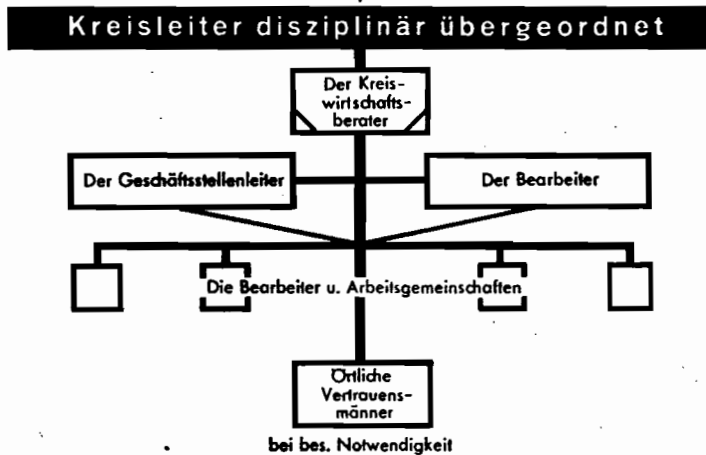 Kreisleiter disziplinär übergeordnet
Der Kreis-
wirtschafts-
berater
Der Geschäftsstellenleiter
Der Bearbeiter
Die Bearbeiter u. Arbeitsgemeinschaften
Örtliche
Vertrauens-
männer
bei bes. Notwendigkeit